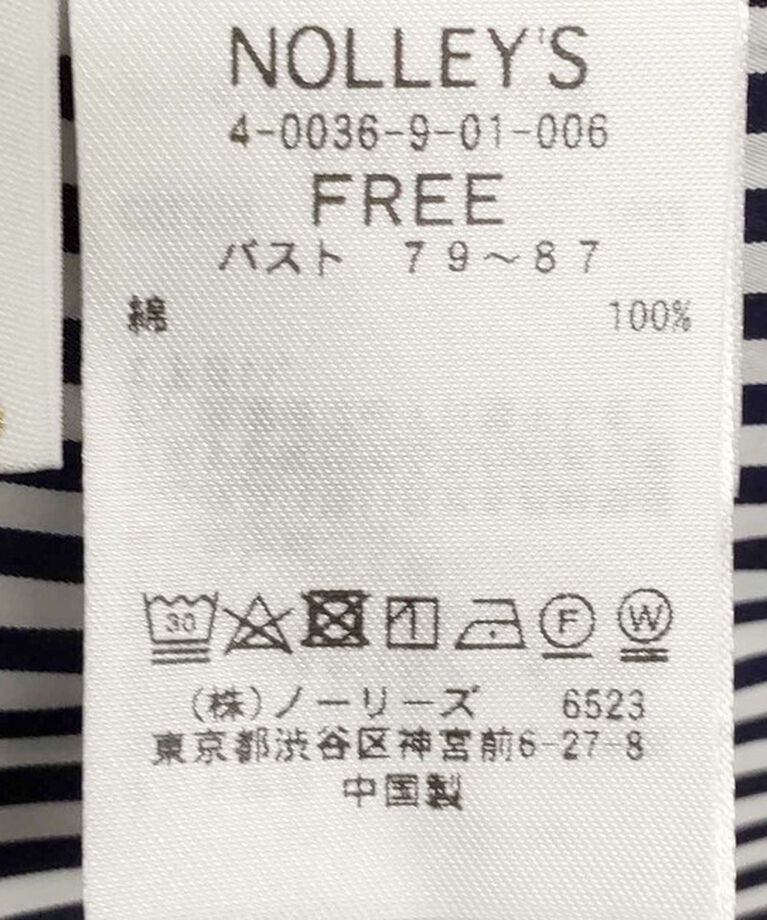 NOLLEY'S
4-0036-9-01-006
FREE
バスト 79～87
綿 100%
30
F W
(株)ノーリーズ 6523
東京都渋谷区神宮前6-27-8
中国製